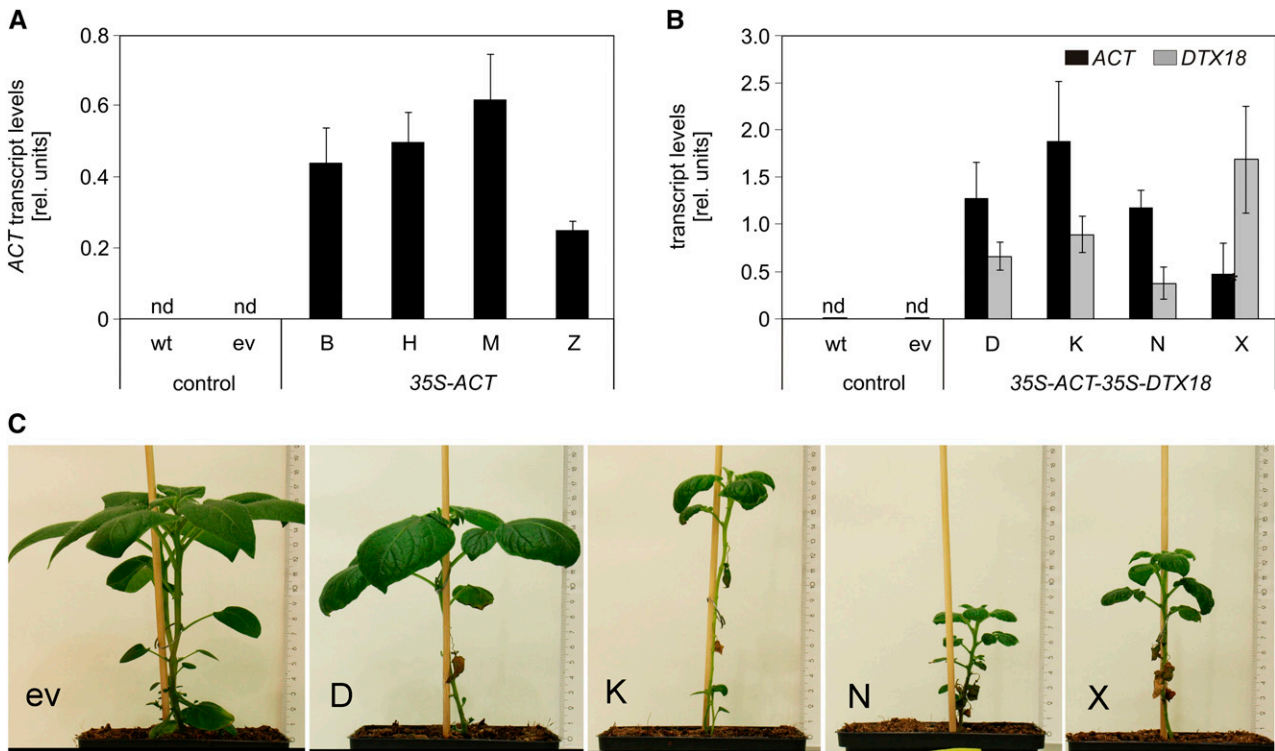 A
ACT transcript levels
[rel. units]
0.8
0.6
0.4
0.2
0
nd nd
wt ev B H M Z
control 35S-ACT
B
transcript levels
[rel. units]
3.0
2.5
2.0
1.5
1.0
0.5
0
ACT DTX18
nd nd
*
wt ev D K N X
control 35S-ACT-35S-DTX18
C
ev D K N X